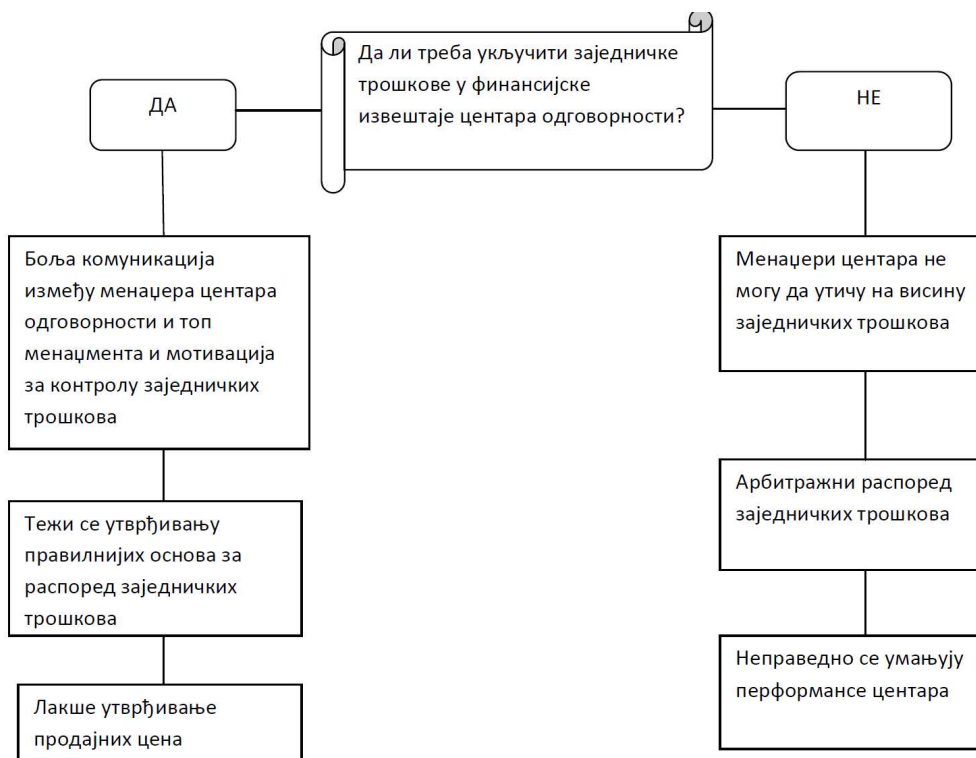 Да ли треба укључити заједничке
трошкове у финансијске
извештаје центара одговорности?
ДА
НЕ
Боља комуникација
између менаџера центара
одговорности и топ
менаџмента и мотивација
за контролу заједничких
трошкова
Тежи се утврђивању
правилнијих основа за
распоред заједничких
трошкова
Лакше утврђивање
продајних цена
Менаџери центара не
могу да утичу на висину
заједничких трошкова
Арбитражни распоред
заједничких трошкова
Неправедно се умањују
перформансе центара